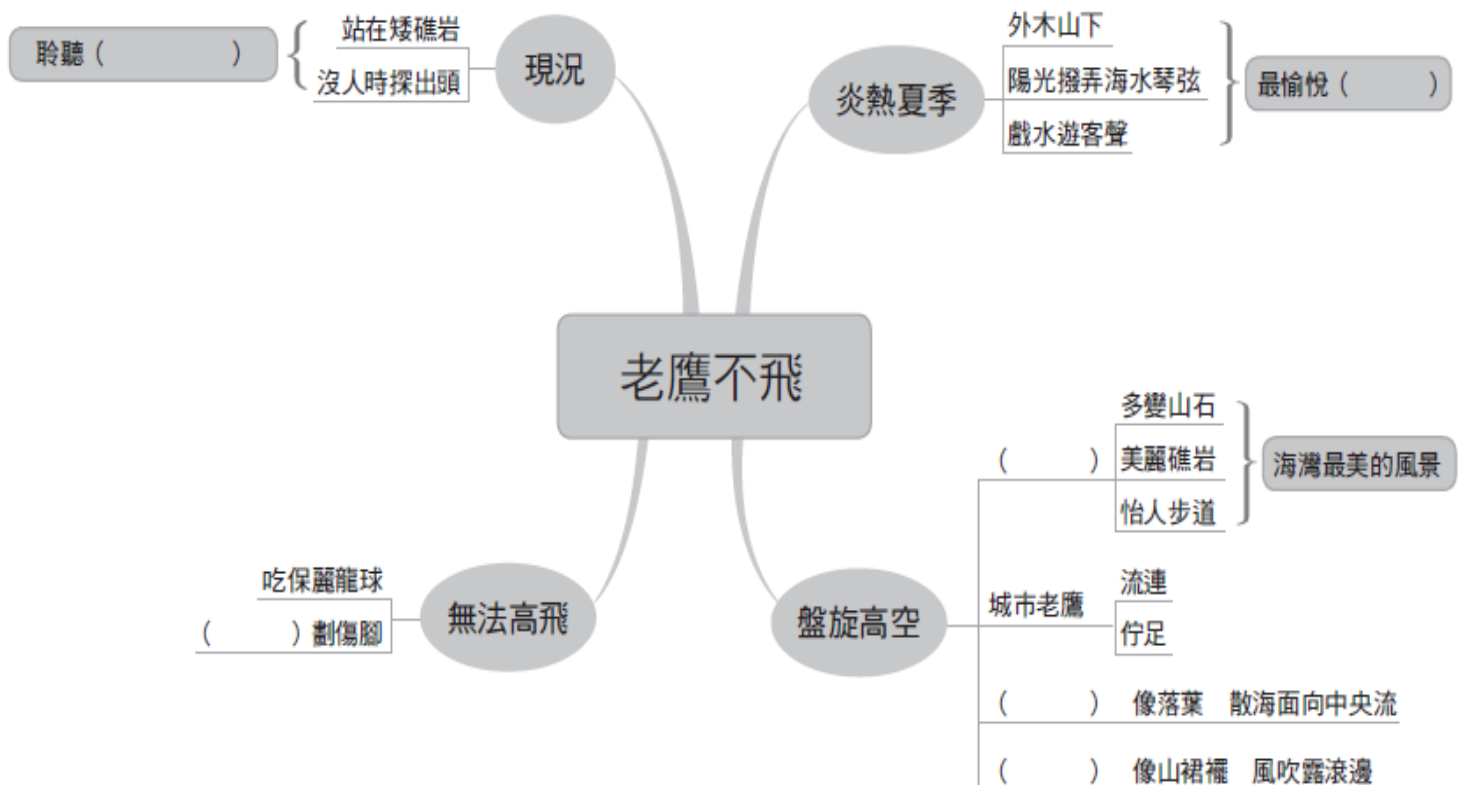 老鷹不飛
炎熱夏季
外木山下
陽光撥弄海水琴弦
戲水遊客聲
最愉悅（　　　）
盤旋高空
（　　　）
多變山石
美麗礁岩
怡人步道
海灣最美的風景
城市老鷹
流連
佇足
（　　　）　像落葉　散海面向中央流
（　　　）　像山裙襬　風吹露滾邊
無法高飛
吃保麗龍球
（　　　）劃傷腳
現況
站在矮礁岩
沒人時探出頭
聆聽（　　　　　）